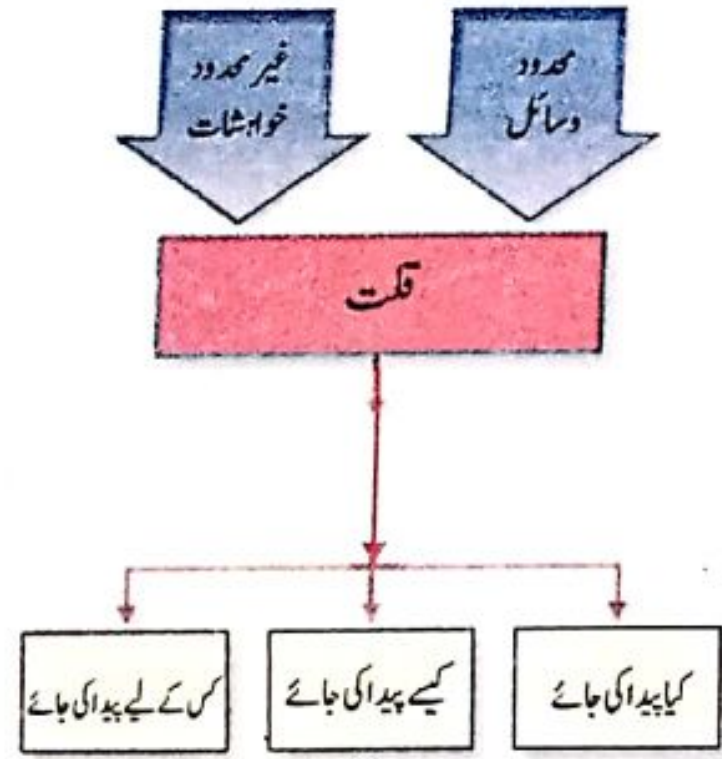 محدود
وسائل
غیر محدود
خواہشات
قلت
کیا پیدا کی جائے
کیسے پیدا کی جائے
کس کے لیے پیدا کی جائے